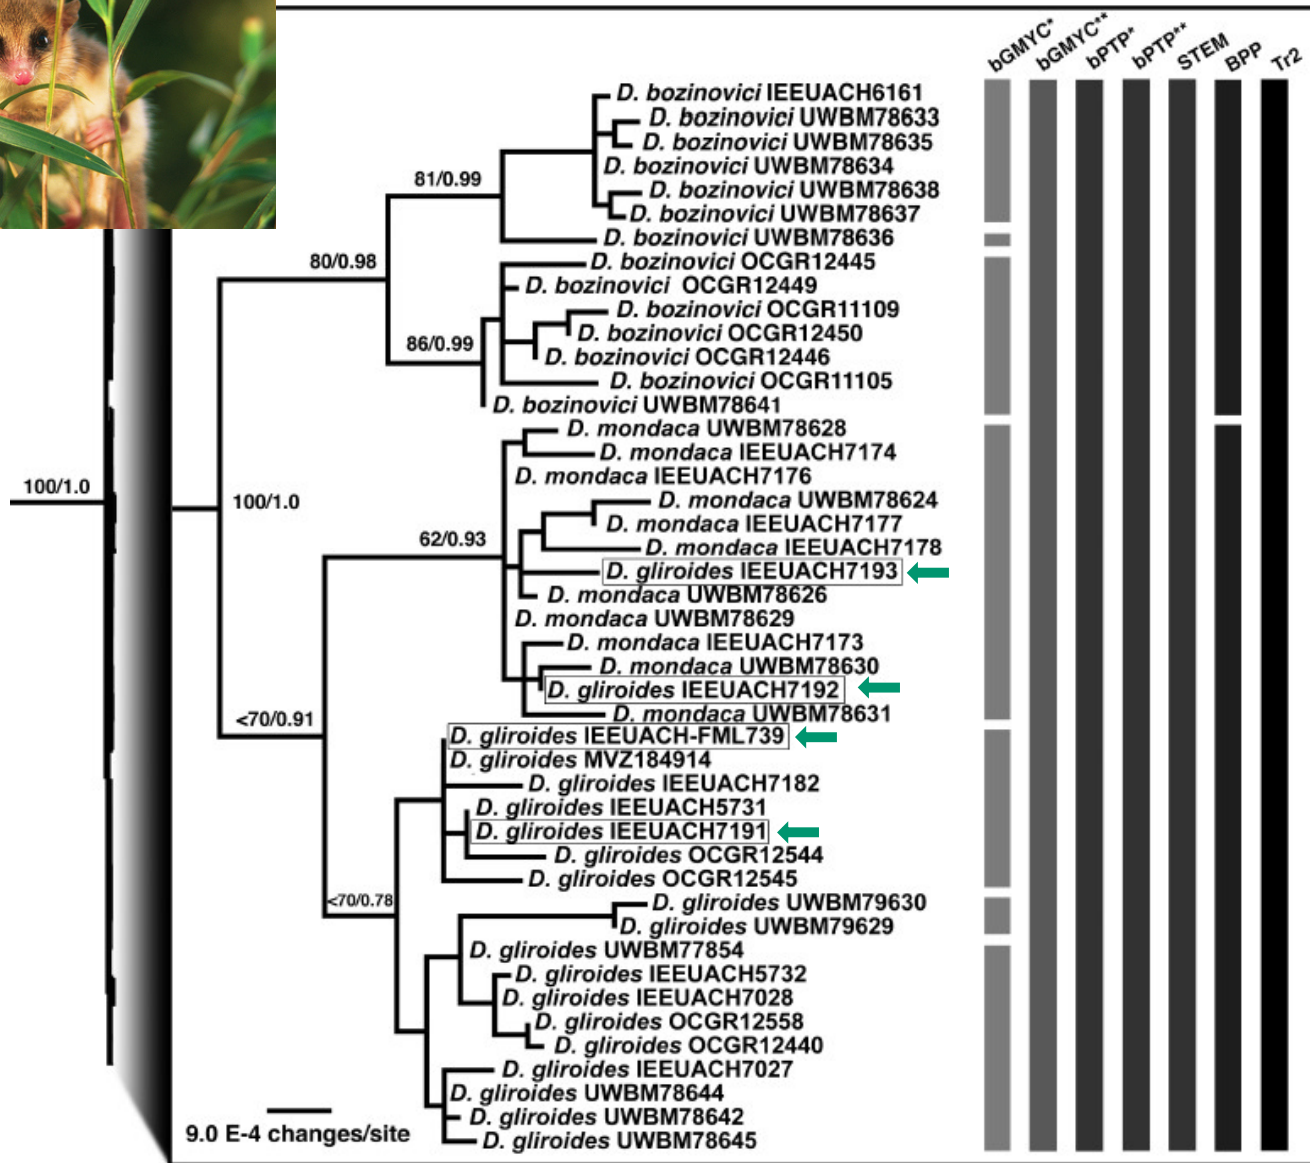 bGMYC*
bGMYC**
bPTP*
bPTP**
STEM
BPP
Tr2
D. bozinovici IEEUACH6161
D. bozinovici UWBM78633
D. bozinovici UWBM78635
D. bozinovici UWBM78634
81/0.99
D. bozinovici UWBM78638
D. bozinovici UWBM78637
D. bozinovici UWBM78636
80/0.98
D. bozinovici OCGR12445
D. bozinovici OCGR12449
D. bozinovici OCGR11109
D. bozinovici OCGR12450
86/0.99
D. bozinovici OCGR12446
D. bozinovici OCGR11105
D. bozinovici UWBM78641
D. mondaca UWBM78628
D. mondaca IEEUACH7174
D. mondaca IEEUACH7176
100/1.0
100/1.0
D. mondaca UWBM78624
D. mondaca IEEUACH7177
62/0.93
D. mondaca IEEUACH7178
D. gliroides IEEUACH7193
D. mondaca UWBM78626
D. mondaca UWBM78629
D. mondaca IEEUACH7173
D. mondaca UWBM78630
D. gliroides IEEUACH7192
D. mondaca UWBM78631
<70/0.91
D. gliroides IEEUACH-FML739
D. gliroides MVZ184914
D. gliroides IEEUACH7182
D. gliroides IEEUACH5731
D. gliroides IEEUACH7191
D. gliroides OCGR12544
D. gliroides OCGR12545
<70/0.78
D. gliroides UWBM79630
D. gliroides UWBM79629
D. gliroides UWBM77854
D. gliroides IEEUACH5732
D. gliroides IEEUACH7028
D. gliroides OCGR12558
D. gliroides OCGR12440
D. gliroides IEEUACH7027
D. gliroides UWBM78644
D. gliroides UWBM78642
D. gliroides UWBM78645
9.0 E-4 changes/site